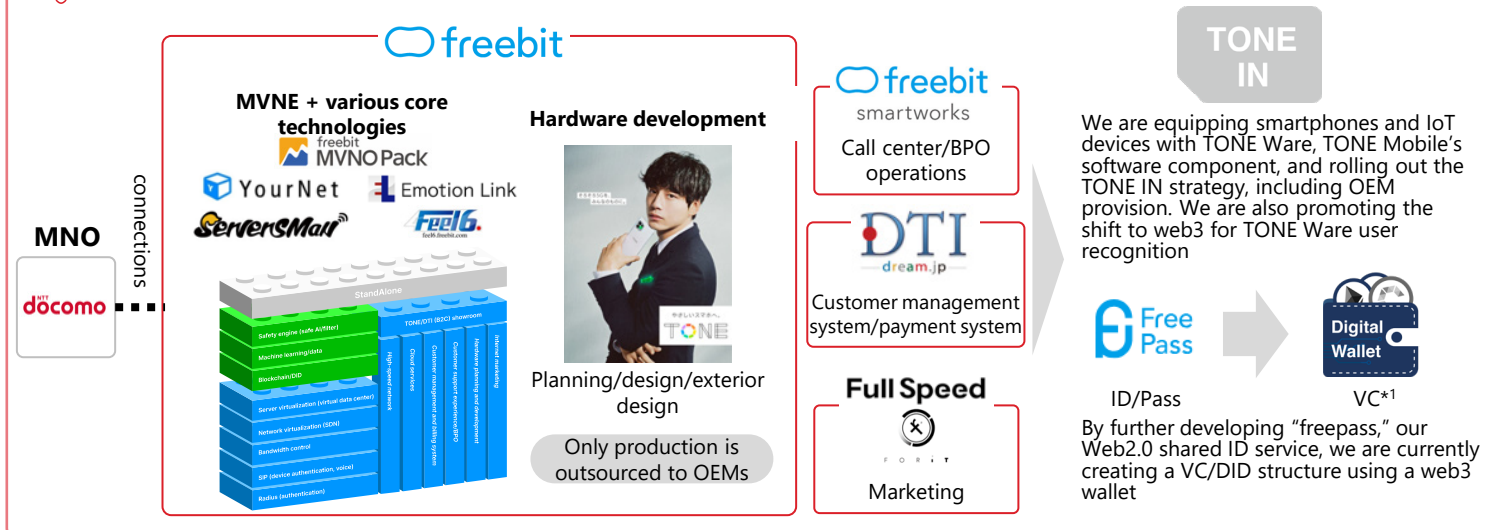 MNO
NTT
döcomo
connections
freebit
MVNE + various core
technologies
freebit
MVNO Pack
YourNet
Emotion Link
ServersMan
Feel6.
feel6.freebit.com
StandAlone
Safety engine (safe AI/filter)
Machine learning/data
Blockchain/DID
Server virtualization (virtual data center)
Network virtualization (SDN)
Bandwidth control
SIP (device authentication, voice)
Radius (authentication)
TONE/DTI (B2C) showroom
High-speed network
Cloud services
Customer management and billing system
Customer support experience/BPO
Hardware planning and development
Internet marketing
Hardware development
やさしいスマホへ。
TONE
Planning/design/exterior
design
Only production is
outsourced to OEMs
freebit
smartworks
Call center/BPO
operations
DTI
dream.jp
Customer management
system/payment system
Full Speed
FORIT
Marketing
TONE
IN
We are equipping smartphones and IoT
devices with TONE Ware, TONE Mobile's
software component, and rolling out the
TONE IN strategy, including OEM
provision. We are also promoting the
shift to web3 for TONE Ware user
recognition
Free
Pass
Digital
Wallet
ID/Pass
VC*1
By further developing “freepass,” our
Web2.0 shared ID service, we are currently
creating a VC/DID structure using a web3
wallet